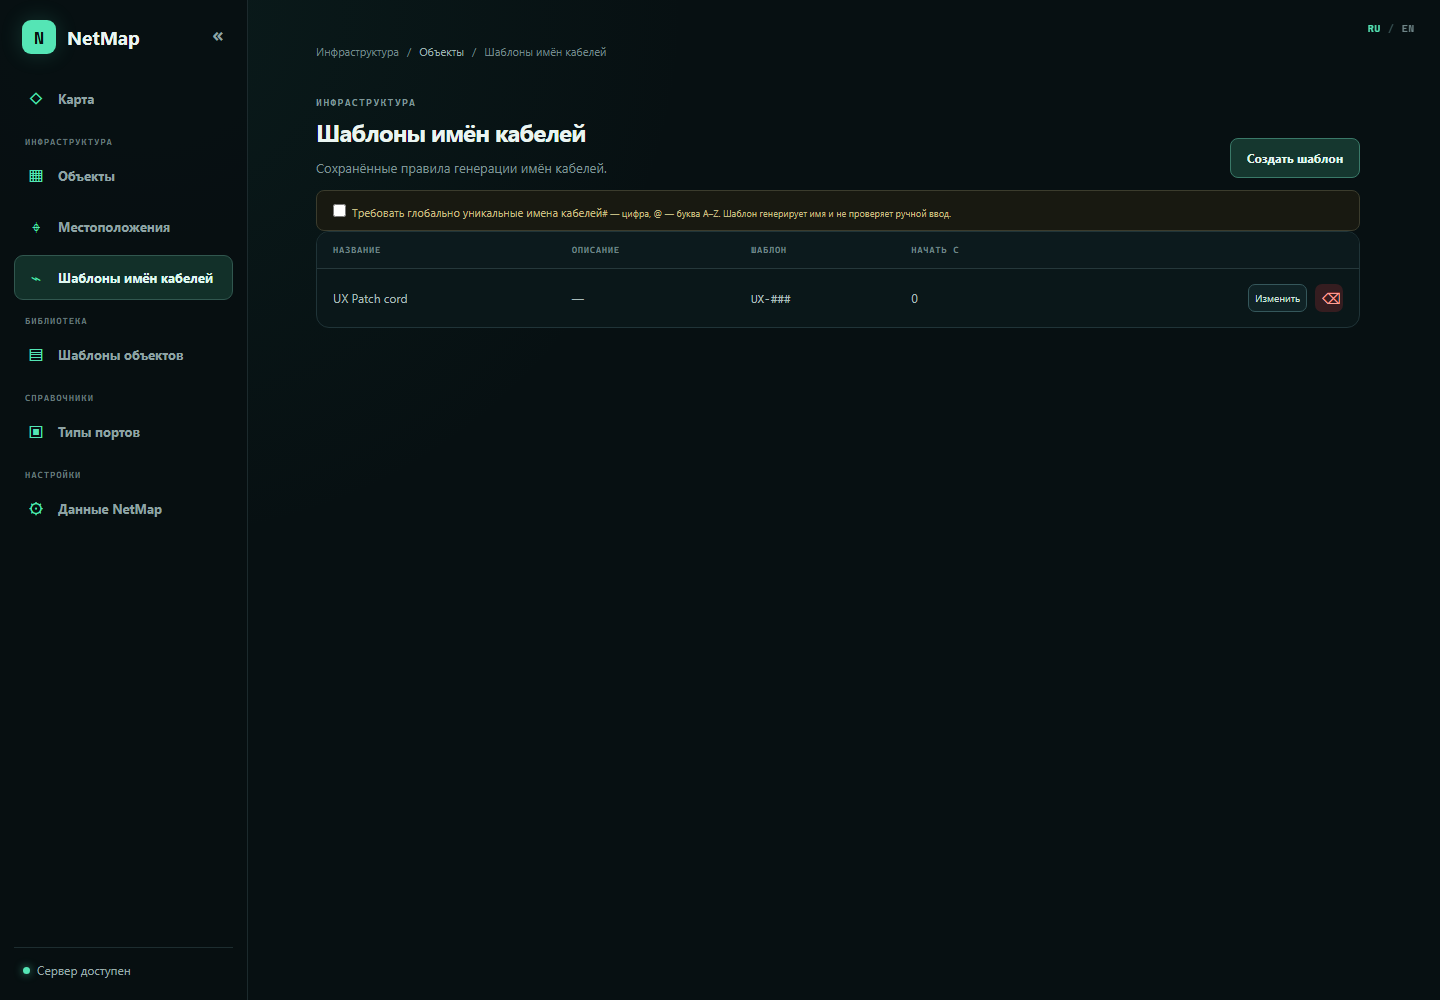 N NetMap «
Карта
ИНФРАСТРУКТУРА
Объекты
Местоположения
Шаблоны имён кабелей
БИБЛИОТЕКА
Шаблоны объектов
СПРАВОЧНИКИ
Типы портов
НАСТРОЙКИ
Данные NetMap
Сервер доступен
RU / EN
Инфраструктура / Объекты / Шаблоны имён кабелей
ИНФРАСТРУКТУРА
Шаблоны имён кабелей
Сохранённые правила генерации имён кабелей.
Создать шаблон
Требовать глобально уникальные имена кабелей# — цифра, @ — буква A–Z. Шаблон генерирует имя и не проверяет ручной ввод.
НАЗВАНИЕ ОПИСАНИЕ ШАБЛОН НАЧАТЬ С
UX Patch cord — UX-### 0 Изменить